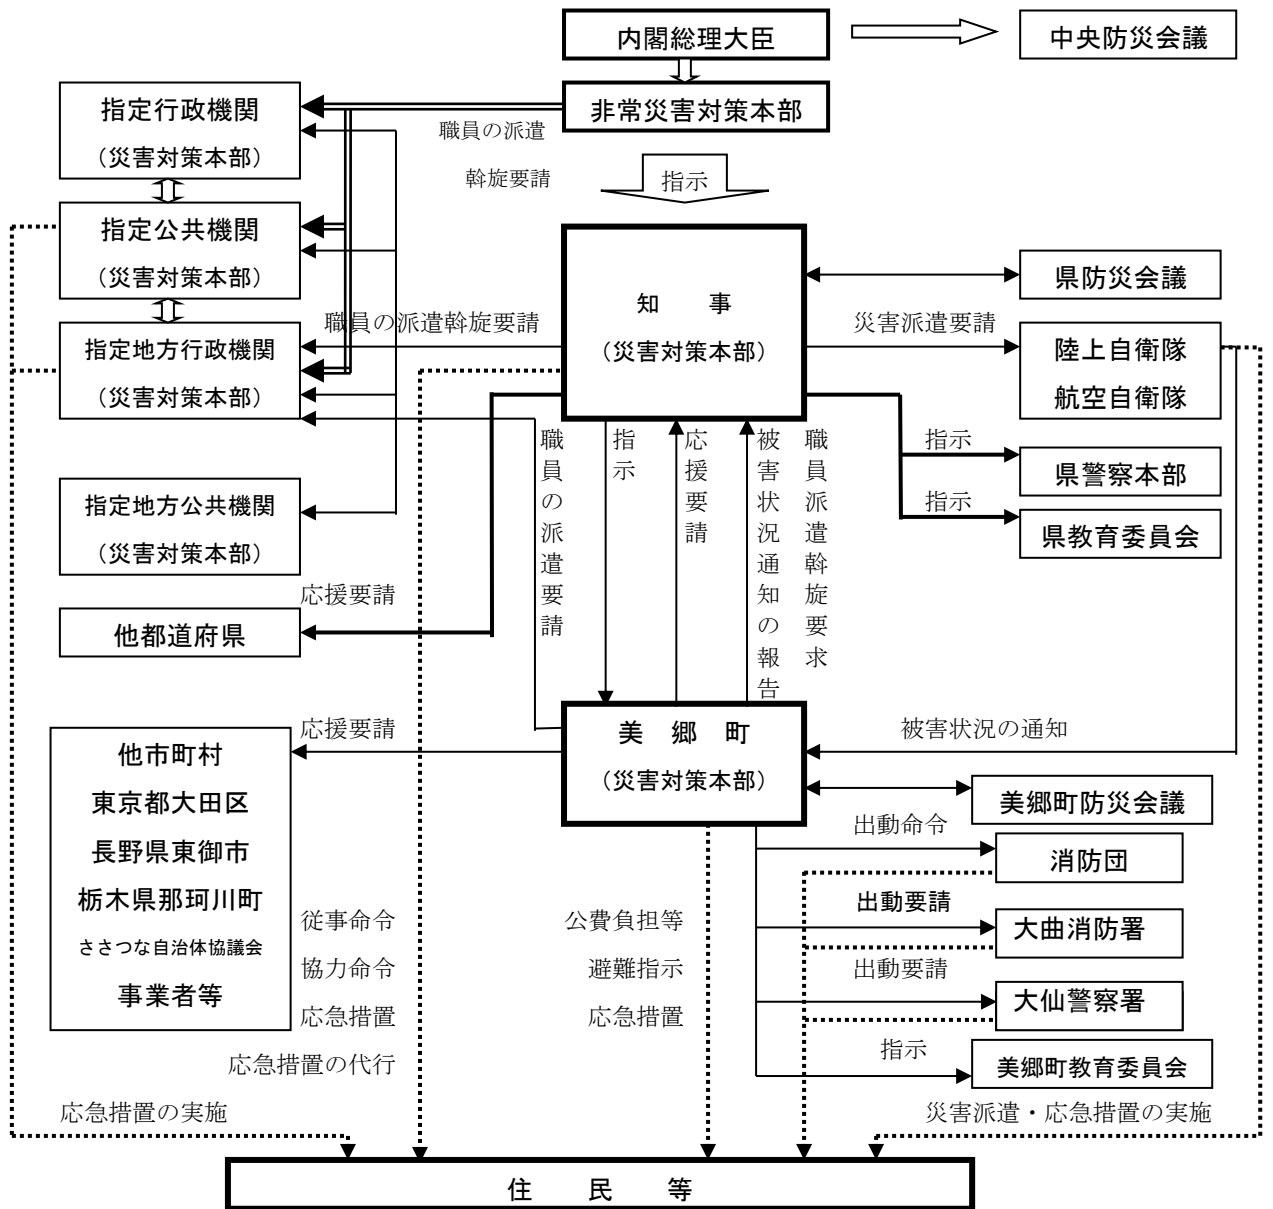 内閣総理大臣
中央防災会議
非常災害対策本部
指定行政機関
（災害対策本部）
職員の派遣
斡旋要請
指示
指定公共機関
（災害対策本部）
知　事
（災害対策本部）
県防災会議
職員の派遣斡旋要請
災害派遣要請
指定地方行政機関
（災害対策本部）
陸上自衛隊
航空自衛隊
職員の派遣要請
指示
応援要請
被害状況通知の報告
職員派遣斡旋要求
指示
県警察本部
指示
県教育委員会
指定地方公共機関
（災害対策本部）
応援要請
他都道府県
応援要請
美　郷　町
（災害対策本部）
被害状況の通知
他市町村
東京都大田区
長野県東御市
栃木県那珂川町
ささつな自治体協議会
事業者等
美郷町防災会議
出動命令
消防団
出動要請
大曲消防署
出動要請
大仙警察署
指示
美郷町教育委員会
従事命令
協力命令
応急措置
応急措置の代行
公費負担等
避難指示
応急措置
応急措置の実施
災害派遣・応急措置の実施
住　民　等